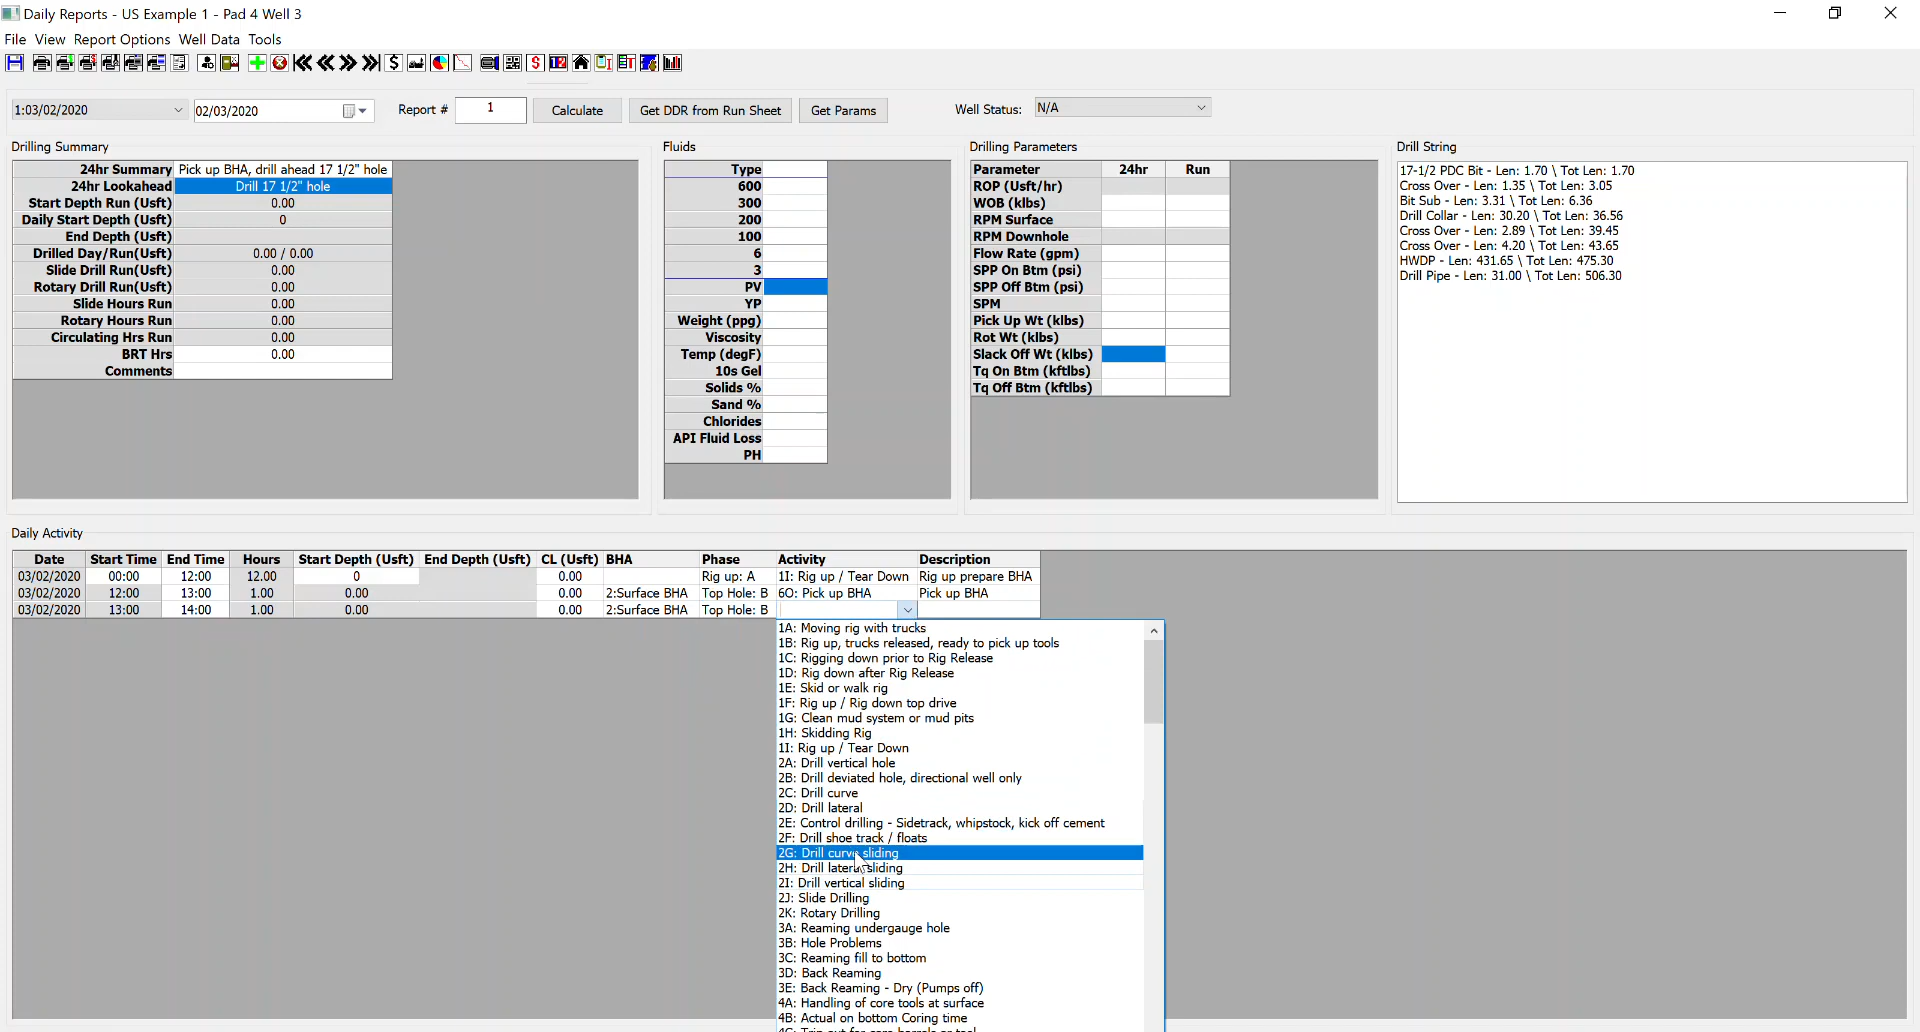 Daily Reports - US Example 1 - Pad 4 Well 3
File View Report Options Well Data Tools
1:03/02/2020 02/03/2020 Report # 1 Calculate Get DDR from Run Sheet Get Params Well Status: N/A
Drilling Summary
24hr Summary Pick up BHA, drill ahead 17 1/2" hole
24hr Lookahead Drill 17 1/2" hole
Start Depth Run (Usft) 0.00
Daily Start Depth (Usft) 0
End Depth (Usft)
Drilled Day/Run(Usft) 0.00 / 0.00
Slide Drill Run(Usft) 0.00
Rotary Drill Run(Usft) 0.00
Slide Hours Run 0.00
Rotary Hours Run 0.00
Circulating Hrs Run 0.00
BRT Hrs 0.00
Comments
Fluids
Type
600
300
200
100
6
3
PV
YP
Weight (ppg)
Viscosity
Temp (degF)
10s Gel
Solids %
Sand %
Chlorides
API Fluid Loss
PH
Drilling Parameters
Parameter 24hr Run
ROP (Usft/hr)
WOB (klbs)
RPM Surface
RPM Downhole
Flow Rate (gpm)
SPP On Btm (psi)
SPP Off Btm (psi)
SPM
Pick Up Wt (klbs)
Rot Wt (klbs)
Slack Off Wt (klbs)
Tq On Btm (kftlbs)
Tq Off Btm (kftlbs)
Drill String
17-1/2 PDC Bit - Len: 1.70 \ Tot Len: 1.70
Cross Over - Len: 1.35 \ Tot Len: 3.05
Bit Sub - Len: 3.31 \ Tot Len: 6.36
Drill Collar - Len: 30.20 \ Tot Len: 36.56
Cross Over - Len: 2.89 \ Tot Len: 39.45
Cross Over - Len: 4.20 \ Tot Len: 43.65
HWDP - Len: 431.65 \ Tot Len: 475.30
Drill Pipe - Len: 31.00 \ Tot Len: 506.30
Daily Activity
Date Start Time End Time Hours Start Depth (Usft) End Depth (Usft) CL (Usft) BHA Phase Activity Description
03/02/2020 00:00 12:00 12.00 0 0.00 Rig up: A 1I: Rig up / Tear Down Rig up prepare BHA
03/02/2020 12:00 13:00 1.00 0.00 0.00 2:Surface BHA Top Hole: B 6O: Pick up BHA Pick up BHA
03/02/2020 13:00 14:00 1.00 0.00 0.00 2:Surface BHA Top Hole: B
1A: Moving rig with trucks
1B: Rig up, trucks released, ready to pick up tools
1C: Rigging down prior to Rig Release
1D: Rig down after Rig Release
1E: Skid or walk rig
1F: Rig up / Rig down top drive
1G: Clean mud system or mud pits
1H: Skidding Rig
1I: Rig up / Tear Down
2A: Drill vertical hole
2B: Drill deviated hole, directional well only
2C: Drill curve
2D: Drill lateral
2E: Control drilling - Sidetrack, whipstock, kick off cement
2F: Drill shoe track / floats
2G: Drill curve sliding
2H: Drill lateral sliding
2I: Drill vertical sliding
2J: Slide Drilling
2K: Rotary Drilling
3A: Reaming undergauge hole
3B: Hole Problems
3C: Reaming fill to bottom
3D: Back Reaming
3E: Back Reaming - Dry (Pumps off)
4A: Handling of core tools at surface
4B: Actual on bottom Coring time